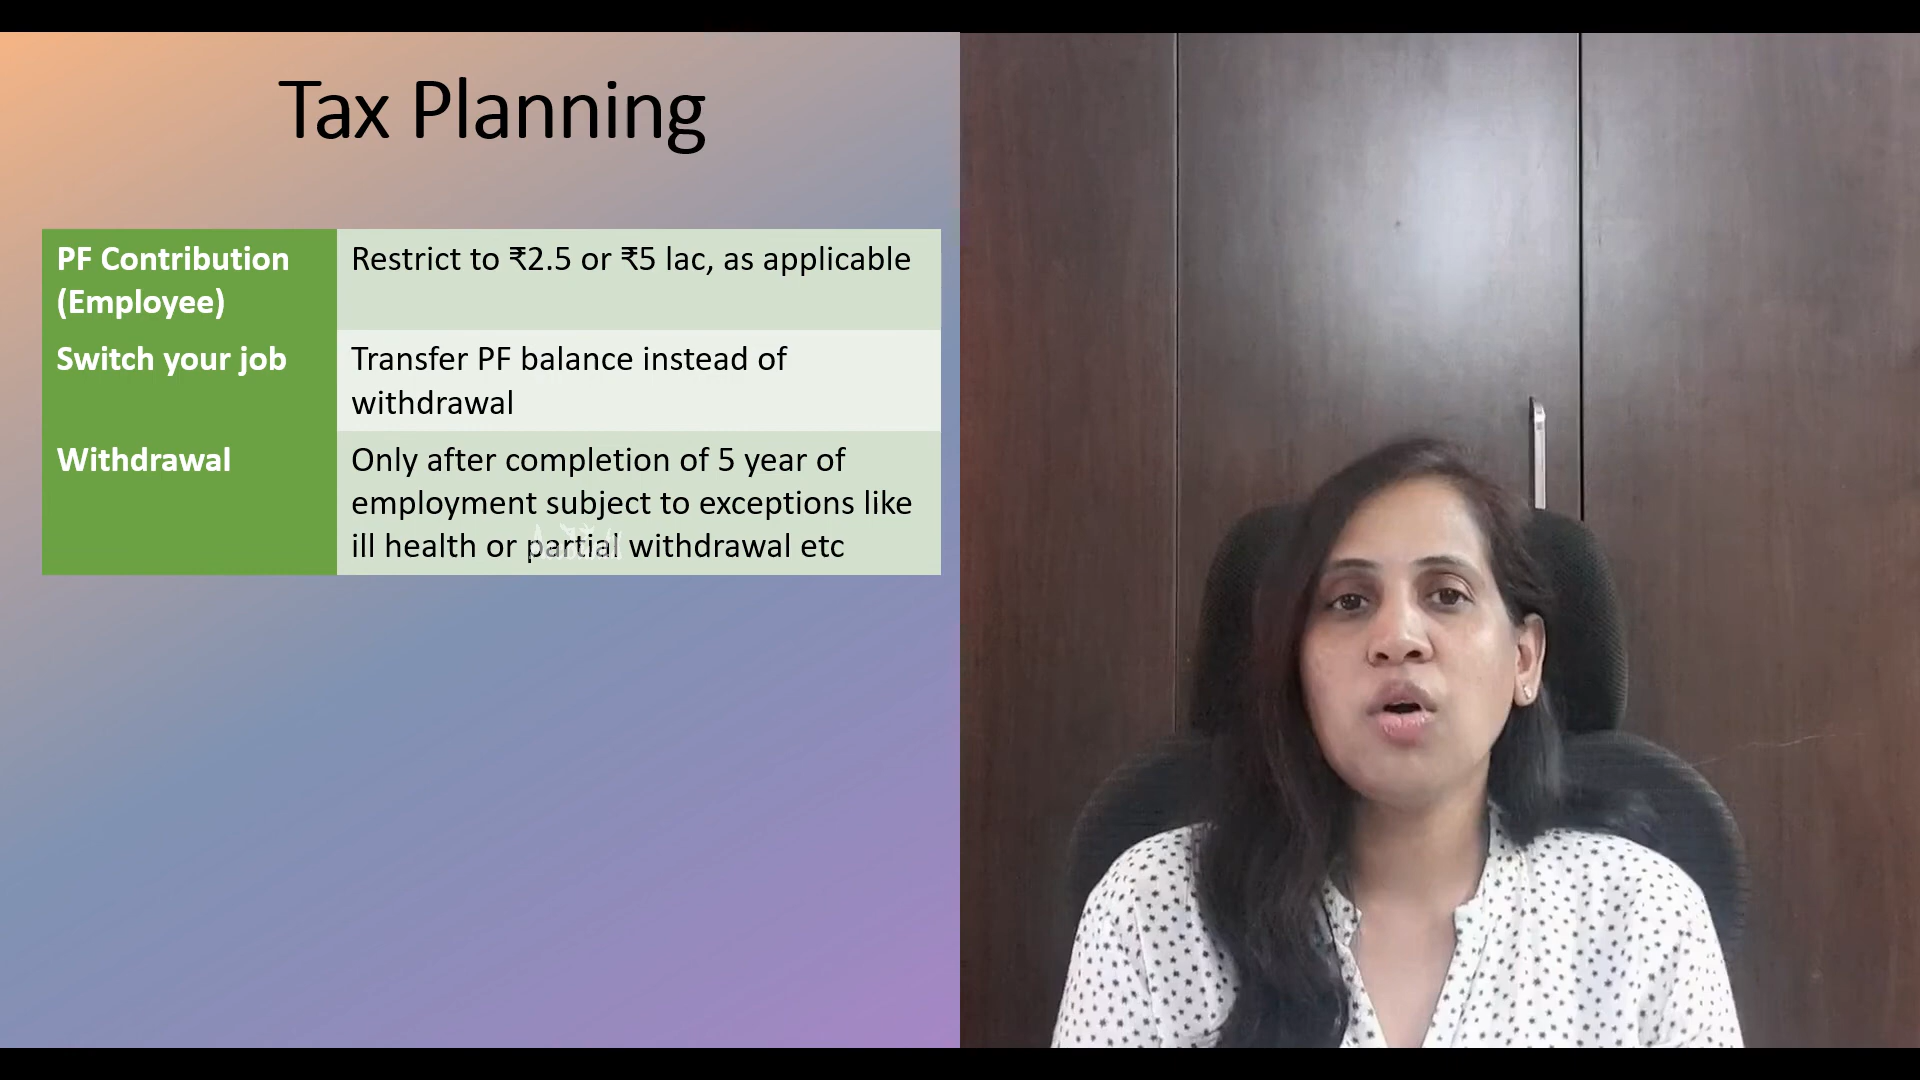 Tax Planning
PF Contribution
(Employee)
Restrict to ₹2.5 or ₹5 lac, as applicable
Switch your job
Transfer PF balance instead of
withdrawal
Withdrawal
Only after completion of 5 year of
employment subject to exceptions like
ill health or partial withdrawal etc